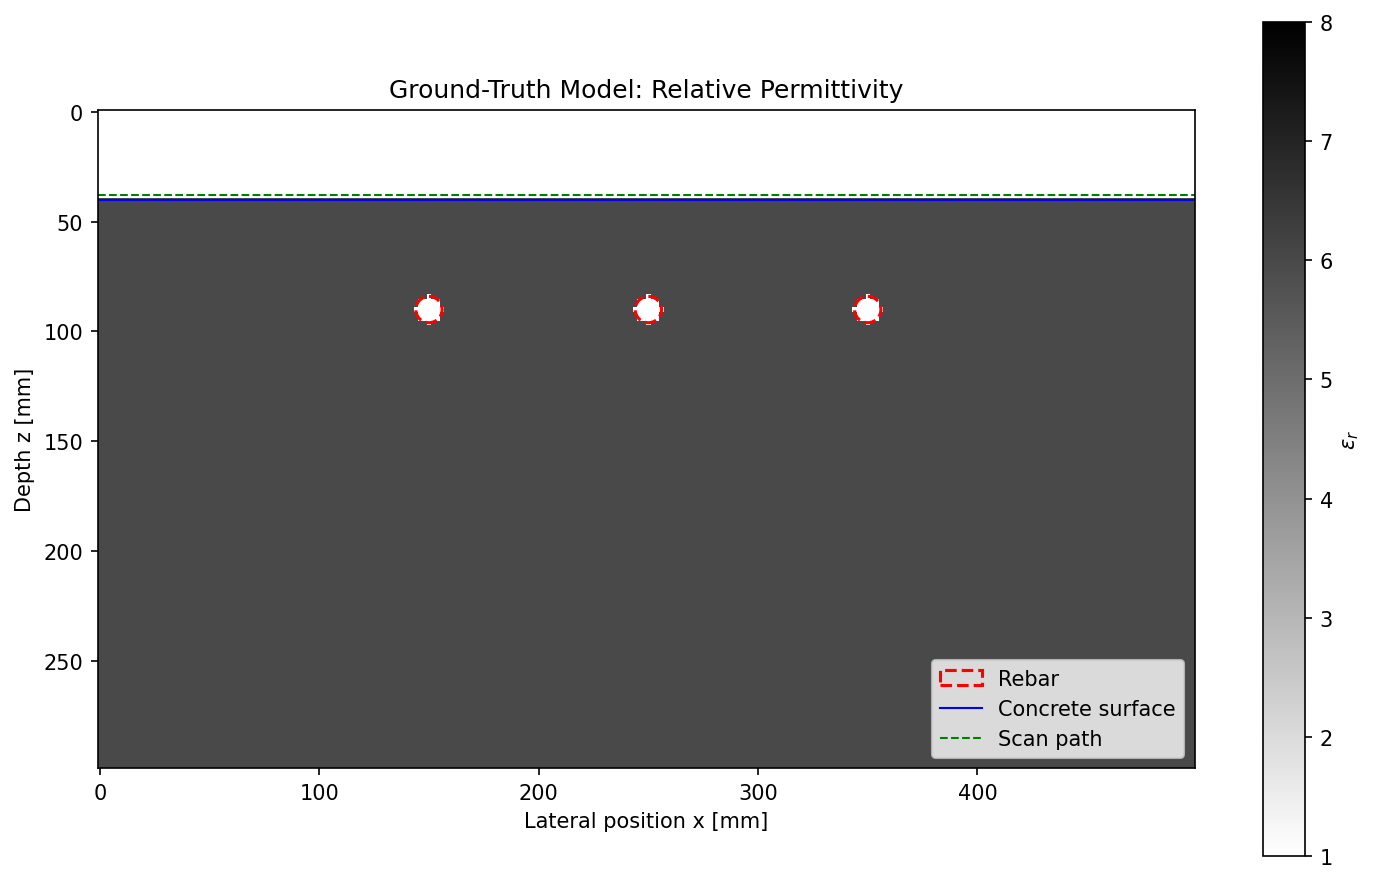 Ground-Truth Model: Relative Permittivity
0
50
100
150
200
250
Depth z [mm]
0
100
200
300
400
Lateral position x [mm]
Rebar
Concrete surface
Scan path
8
7
6
5
4
3
2
1
εr